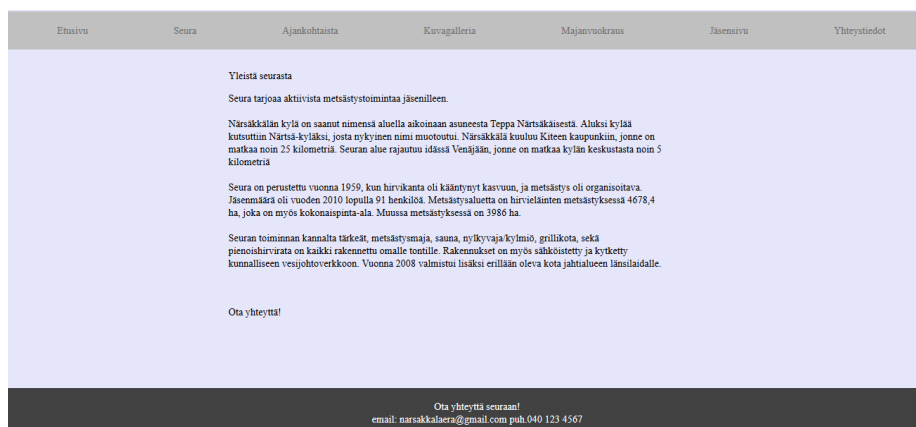 Etusivu Seura Ajankohtaista Kuvagalleria Majanvuokraus Jäsensivu Yhteystiedot
Yleistä seurasta
Seura tarjoaa aktiivista metsästystoimintaa jäsenilleen.
Närsäkkälän kylä on saanut nimensä aluella aikoinaan asuneesta Teppa Närtsäkäisestä. Aluksi kylää
kutsuttiin Närtsä-kyläksi, josta nykyinen nimi muotoutui. Närsäkkälä kuuluu Kiteen kaupunkiin, jonne on
matkaa noin 25 kilometriä. Seuran alue rajautuu idässä Venäjään, jonne on matkaa kylän keskustasta noin 5
kilometriä
Seura on perustettu vuonna 1959, kun hirvikanta oli kääntynyt kasvuun, ja metsästys oli organisoitava.
Jäsenmäärä oli vuoden 2010 lopulla 91 henkilöä. Metsästysaluetta on hirvieläinten metsästyksessä 4678,4
ha, joka on myös kokonaispinta-ala. Muussa metsästyksessä on 3986 ha.
Seuran toiminnan kannalta tärkeät, metsästysmaja, sauna, nylkyvaja/kylmiö, grillikota, sekä
pienoishirvirata on kaikki rakennettu omalle tontille. Rakennukset on myös sähköistetty ja kytketty
kunnalliseen vesijohtoverkkoon. Vuonna 2008 valmistui lisäksi erillään oleva kota jahtialueen länsilaidalle.
Ota yhteyttä!
Ota yhteyttä seuraan!
email: narsakkalaera@gmail.com puh.040 123 4567